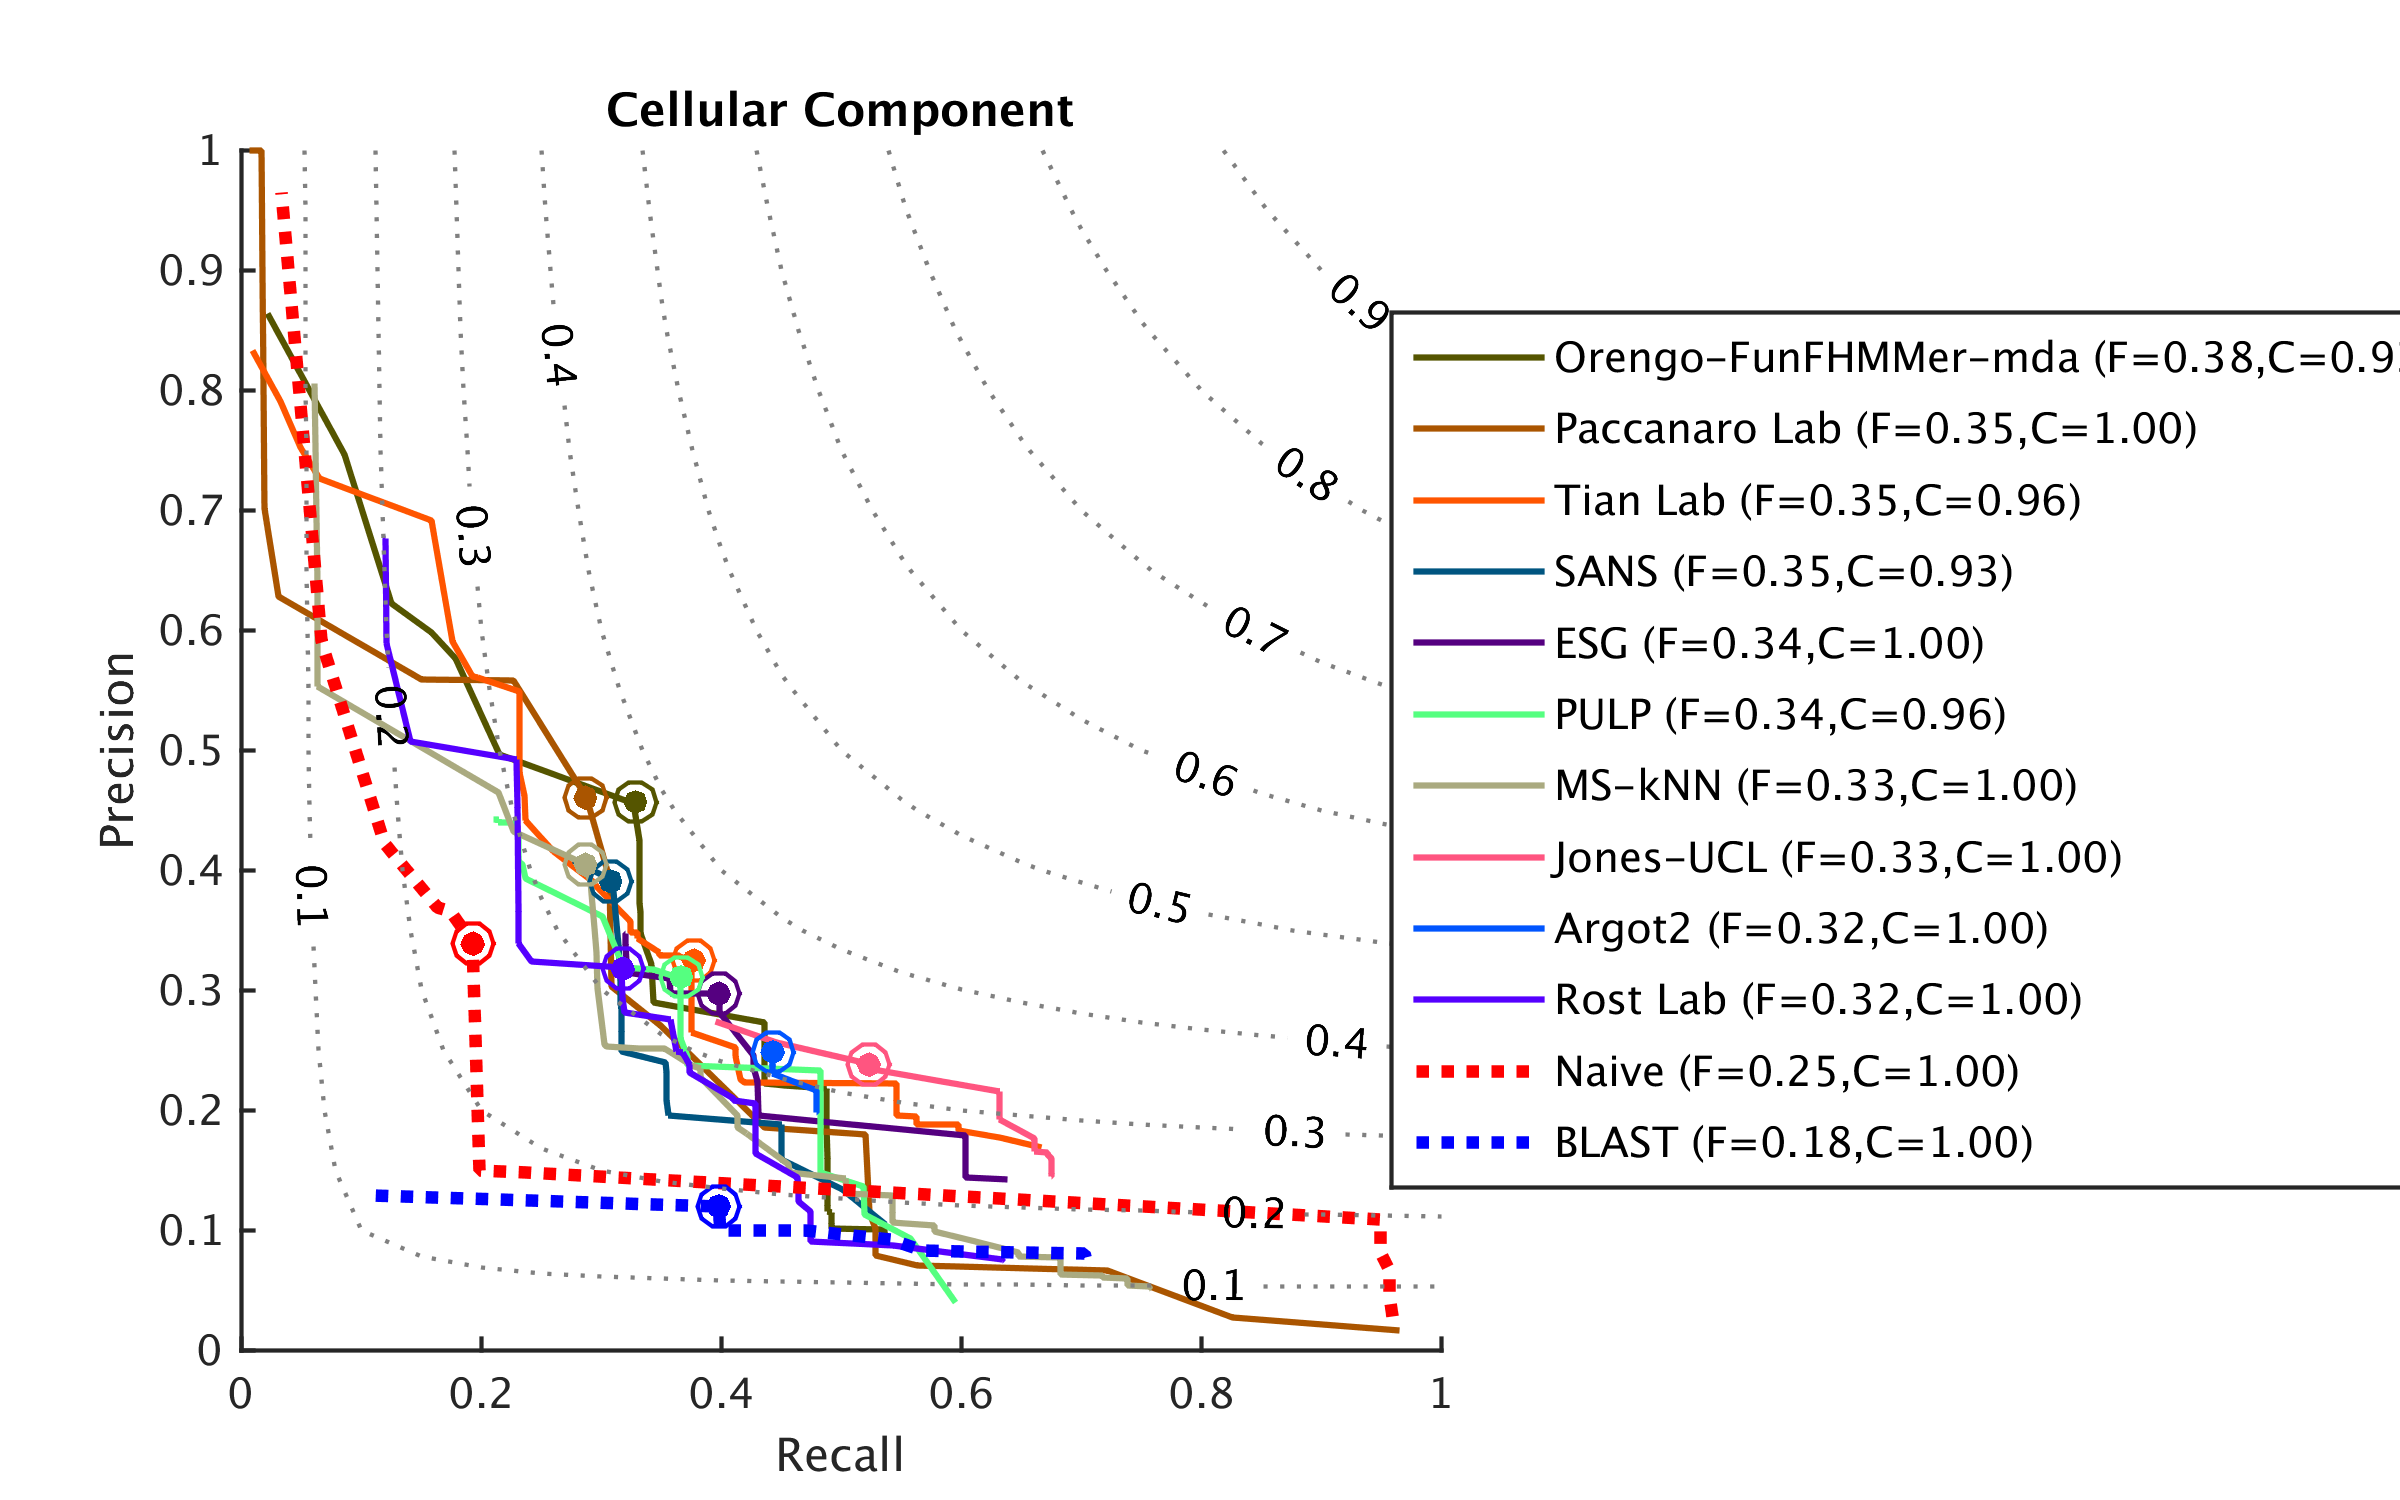 Cellular Component
Precision
1
0.9
0.8
0.7
0.6
0.5
0.4
0.3
0.2
0.1
0
0
0.2
0.4
0.6
0.8
1
Recall
0.1
0.2
0.3
0.4
0.9
0.8
0.7
0.6
0.5
0.4
0.3
0.2
0.1
Orengo-FunFHMMer-mda (F=0.38,C=0.9
Paccanaro Lab (F=0.35,C=1.00)
Tian Lab (F=0.35,C=0.96)
SANS (F=0.35,C=0.93)
ESG (F=0.34,C=1.00)
PULP (F=0.34,C=0.96)
MS-kNN (F=0.33,C=1.00)
Jones-UCL (F=0.33,C=1.00)
Argot2 (F=0.32,C=1.00)
Rost Lab (F=0.32,C=1.00)
Naive (F=0.25,C=1.00)
BLAST (F=0.18,C=1.00)